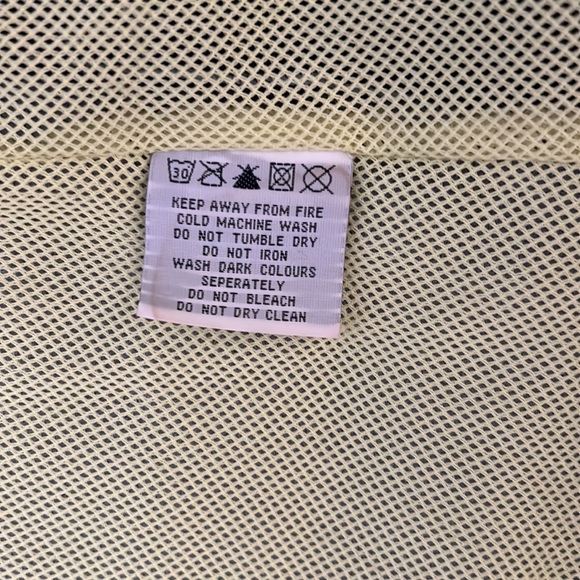 30
KEEP AWAY FROM FIRE
COLD MACHINE WASH
DO NOT TUMBLE DRY
DO NOT IRON
WASH DARK COLOURS
SEPERATELY
DO NOT BLEACH
DO NOT DRY CLEAN